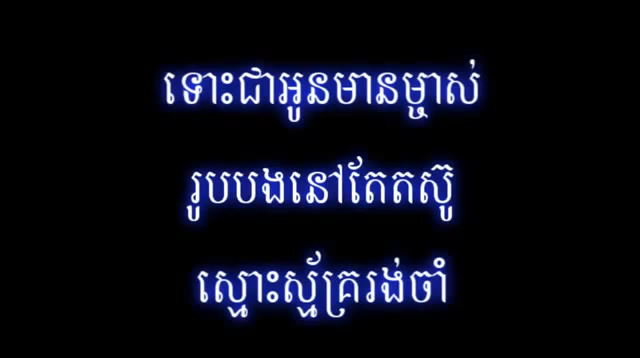 ទោះជាអូនមានម្ចាស់
រូបបងនៅតែតស៊ូ
ស្មោះស្ម័គ្ររង់ចាំ